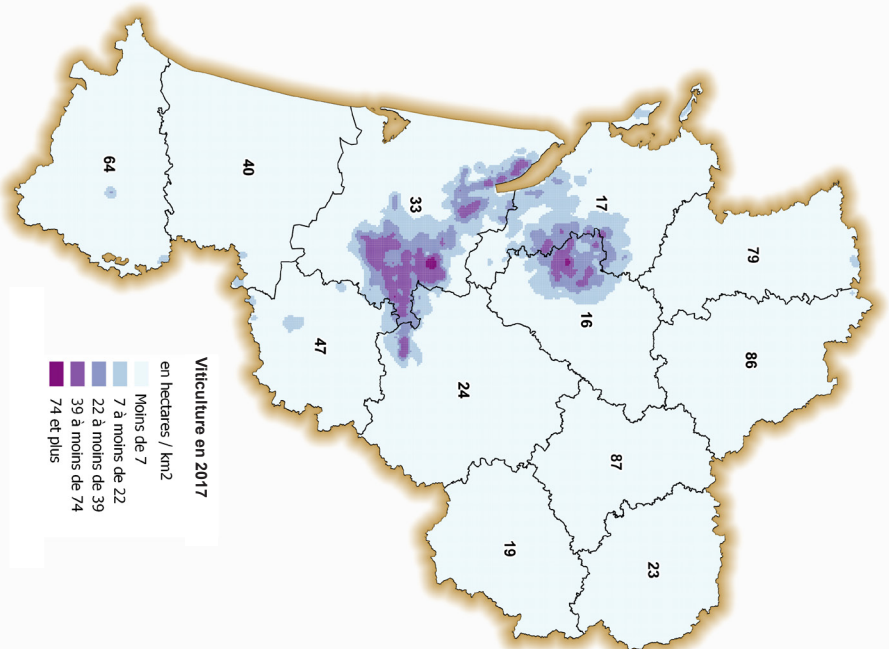 79
86
23
87
17
16
19
24
33
47
40
64
Viticulture en 2017
en hectares / km2
Moins de 7
7 à moins de 22
22 à moins de 39
39 à moins de 74
74 et plus